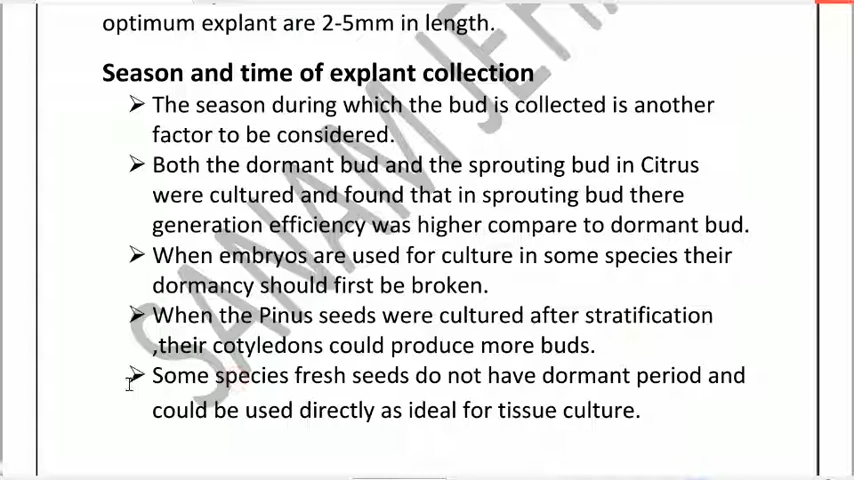 optimum explant are 2-5mm in length.
Season and time of explant collection
➢ The season during which the bud is collected is another
factor to be considered.
➢ Both the dormant bud and the sprouting bud in Citrus
were cultured and found that in sprouting bud there
generation efficiency was higher compare to dormant bud.
➢ When embryos are used for culture in some species their
dormancy should first be broken.
➢ When the Pinus seeds were cultured after stratification
,their cotyledons could produce more buds.
➢ Some species fresh seeds do not have dormant period and
could be used directly as ideal for tissue culture.
SANAM